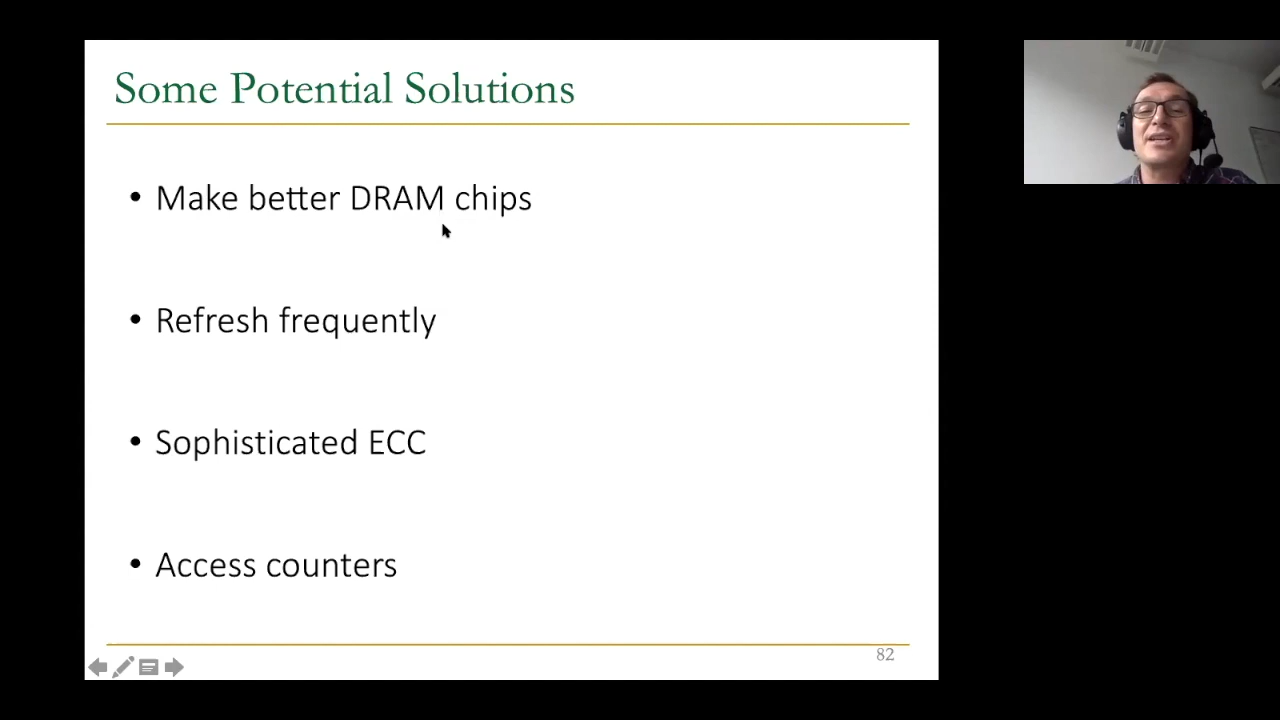 Some Potential Solutions
• Make better DRAM chips
• Refresh frequently
• Sophisticated ECC
• Access counters
82